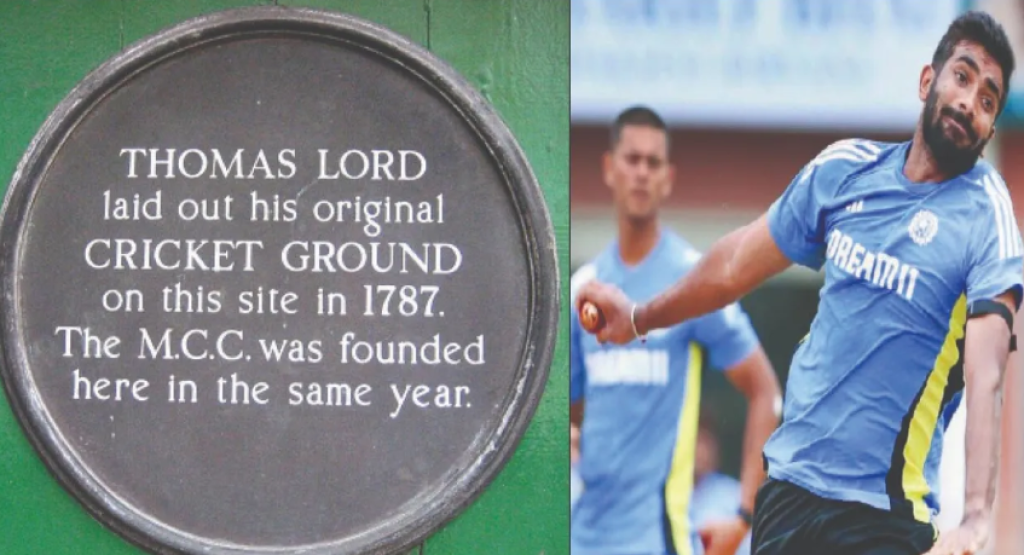 THOMAS LORD
laid out his original
CRICKET GROUND
on this site in 1787.
The M.C.C. was founded
here in the same year.
DREAM11
DREAM11